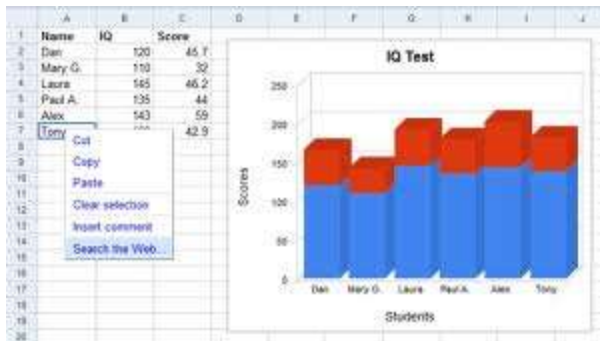 A B C D E F G H I J
1 Name IQ Score
2 Dan 120 45.7
3 Mary G. 110 32
4 Laura 145 46.2
5 Paul A. 135 44
6 Alex 143 59
7 Tony 42.9
8
9
10
11
12
13
14
15
16
17
18
19
20
Cut
Copy
Paste
Clear selection
Insert comment
Search the Web...
IQ Test
250
200
150
100
50
0
Scores
Dan Mary G. Laura Paul A. Alex Tony
Students